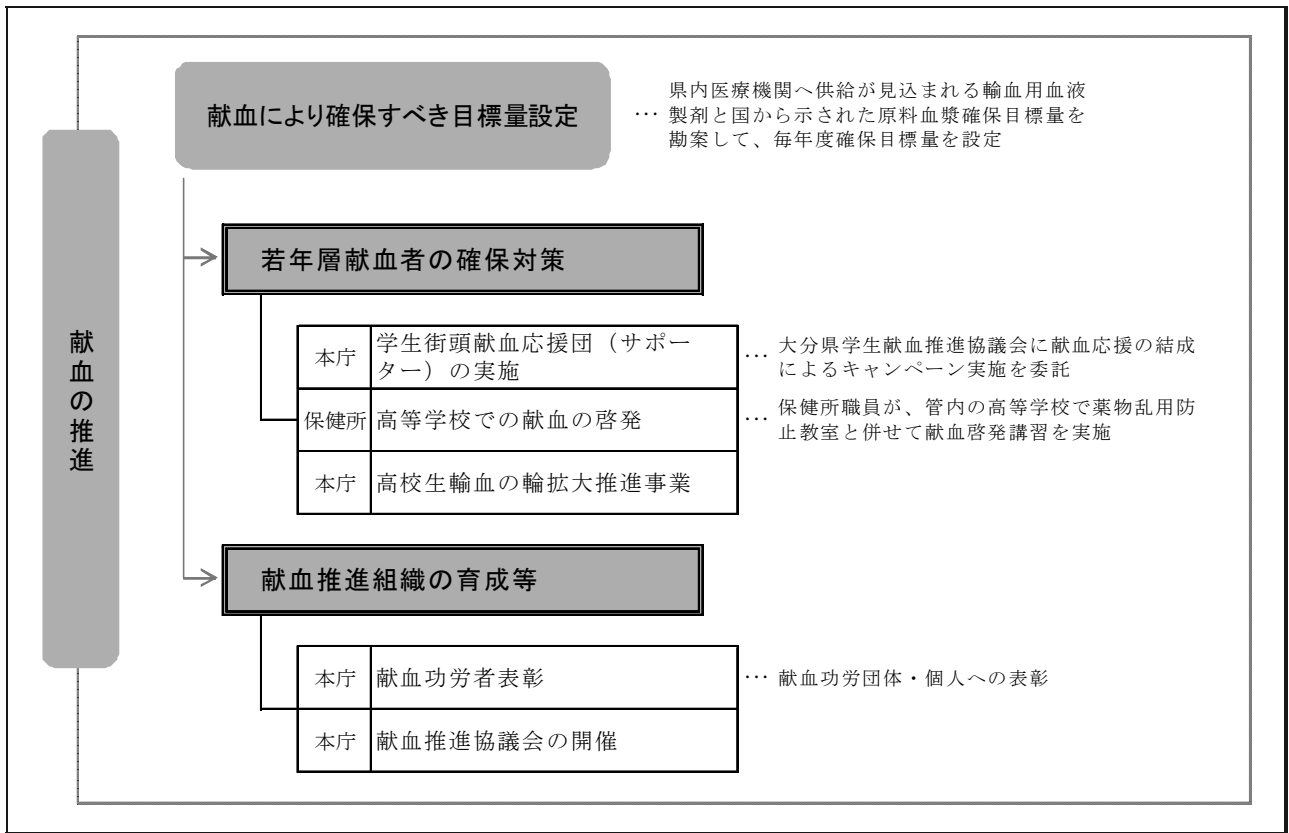 献血の推進
献血により確保すべき目標量設定
県内医療機関へ供給が見込まれる輸血用血液
… 製剤と国から示された原料血漿確保目標量を
勘案して、毎年度確保目標量を設定
若年層献血者の確保対策
本庁
学生街頭献血応援団（サポー
ター）の実施
… 大分県学生献血推進協議会に献血応援の結成
によるキャンペーン実施を委託
保健所
高等学校での献血の啓発
… 保健所職員が、管内の高等学校で薬物乱用防
止教室と併せて献血啓発講習を実施
本庁
高校生輸血の輪拡大推進事業
献血推進組織の育成等
本庁
献血功労者表彰
… 献血功労団体・個人への表彰
本庁
献血推進協議会の開催